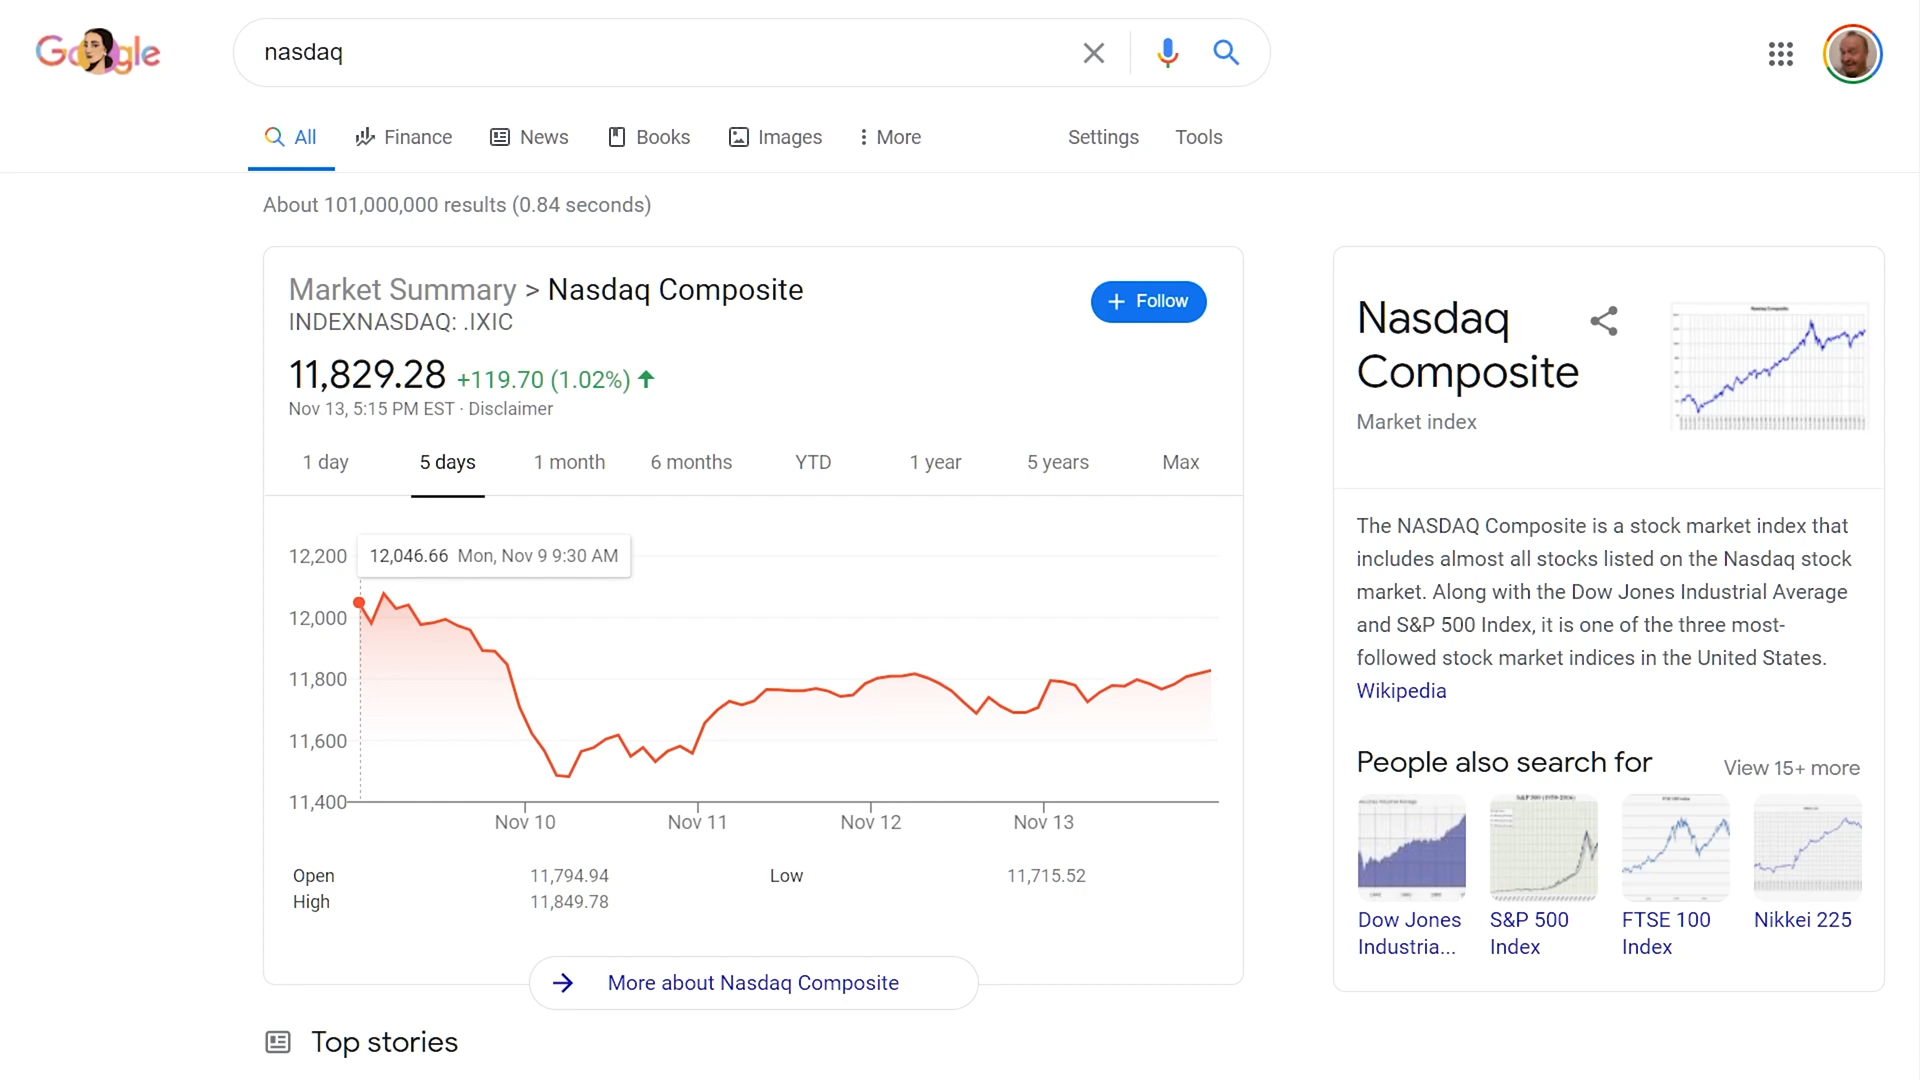 Google
nasdaq
All
Finance
News
Books
Images
More
Settings
Tools
About 101,000,000 results (0.84 seconds)
Market Summary > Nasdaq Composite
INDEXNASDAQ: .IXIC
+ Follow
11,829.28 +119.70 (1.02%)
Nov 13, 5:15 PM EST · Disclaimer
1 day
5 days
1 month
6 months
YTD
1 year
5 years
Max
12,046.66 Mon, Nov 9 9:30 AM
12,200
12,000
11,800
11,600
11,400
Nov 10
Nov 11
Nov 12
Nov 13
Open 11,794.94 Low 11,715.52
High 11,849.78
More about Nasdaq Composite
Top stories
Nasdaq
Composite
Market index
The NASDAQ Composite is a stock market index that
includes almost all stocks listed on the Nasdaq stock
market. Along with the Dow Jones Industrial Average
and S&P 500 Index, it is one of the three most-
followed stock market indices in the United States.
Wikipedia
People also search for
View 15+ more
Dow Jones
Industria...
S&P 500
Index
FTSE 100
Index
Nikkei 225